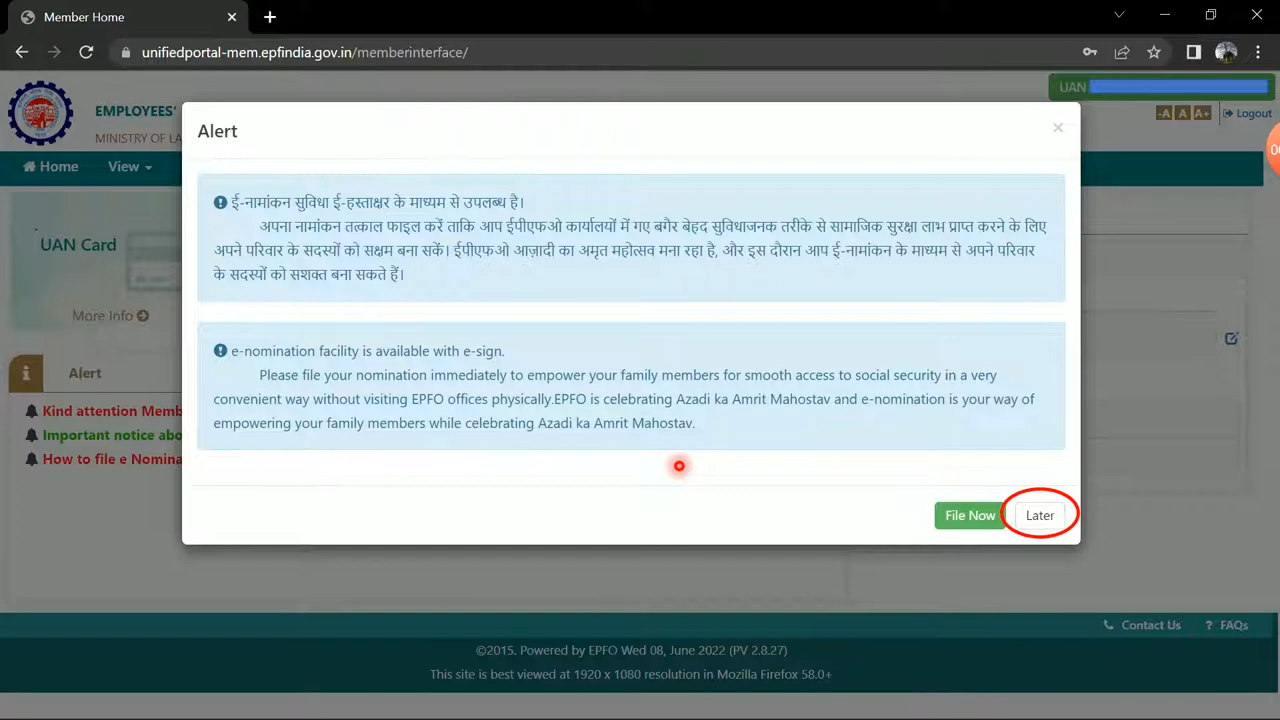 Member Home
unifiedportal-mem.epfindia.gov.in/memberinterface/
UAN
EMPLOYEES'
MINISTRY OF LA
-A A A+ Logout
Home View
Alert
ई-नामांकन सुविधा ई-हस्ताक्षर के माध्यम से उपलब्ध है।
अपना नामांकन तत्काल फाइल करें ताकि आप ईपीएफओ कार्यालयों में गए बगैर बेहद सुविधाजनक तरीके से सामाजिक सुरक्षा लाभ प्राप्त करने के लिए
अपने परिवार के सदस्यों को सक्षम बना सकें। ईपीएफओ आज़ादी का अमृत महोत्सव मना रहा है, और इस दौरान आप ई-नामांकन के माध्यम से अपने परिवार
के सदस्यों को सशक्त बना सकते हैं।
e-nomination facility is available with e-sign.
Please file your nomination immediately to empower your family members for smooth access to social security in a very
convenient way without visiting EPFO offices physically.EPFO is celebrating Azadi ka Amrit Mahostav and e-nomination is your way of
empowering your family members while celebrating Azadi ka Amrit Mahostav.
File Now Later
UAN Card
More Info
Alert
Kind attention Memb
Important notice abo
How to file e Nomina
Contact Us ? FAQs
©2015. Powered by EPFO Wed 08, June 2022 (PV 2.8.27)
This site is best viewed at 1920 x 1080 resolution in Mozilla Firefox 58.0+